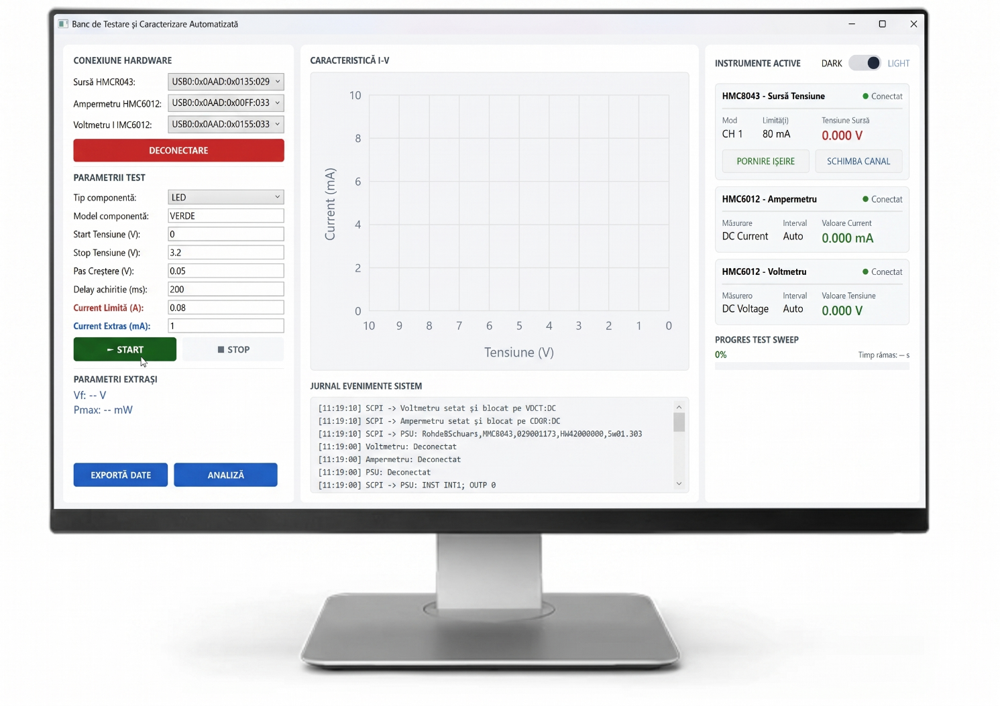 Banc de Testare și Caracterizare Automatizată
CONEXIUNE HARDWARE
Sursă HMCR043: USB0:0x0AAD:0x0135:029
Ampermetru HMC6012: USB0:0x0AAD:0x00FF:033
Voltmetru I IMC6012: USB0:0x0AAD:0x0155:033
DECONECTARE
PARAMETRII TEST
Tip componentă: LED
Model componentă: VERDE
Start Tensiune (V): 0
Stop Tensiune (V): 3.2
Pas Creștere (V): 0.05
Delay achiritie (ms): 200
Current Limită (A): 0.08
Current Extras (mA): 1
START STOP
PARAMETRI EXTRAȘI
Vf: -- V
Pmax: -- mW
EXPORTĂ DATE ANALIZĂ
CARACTERISTICĂ I-V
10
8
6
4
2
0
Current (mA)
10 9 8 7 6 5 4 3 2 1 0
Tensiune (V)
JURNAL EVENIMENTE SISTEM
[11:19:10] SCPI -> Voltmetru setat și blocat pe VDCT:DC
[11:19:10] SCPI -> Ampermetru setat și blocat pe CDGR:DC
[11:19:10] SCPI -> PSU: RohdeBSchuars,MMC8043,029001173,HW42000000,Sw01.303
[11:19:00] Voltmetru: Deconectat
[11:19:00] Ampermetru: Deconectat
[11:19:00] PSU: Deconectat
[11:19:00] SCPI -> PSU: INST INT1; OUTP 0
INSTRUMENTE ACTIVE DARK LIGHT
HMC8043 - Sursă Tensiune Conectat
Mod Limită(i) Tensiune Sursă
CH 1 80 mA 0.000 V
PORNIRE IȘEIRE SCHIMBA CANAL
HMC6012 - Ampermetru Conectat
Măsurare Interval Valoare Current
DC Current Auto 0.000 mA
HMC6012 - Voltmetru Conectat
Măsurero Interval Valoare Tensiune
DC Voltage Auto 0.000 V
PROGRES TEST SWEEP
0% Timp rămas: -- s